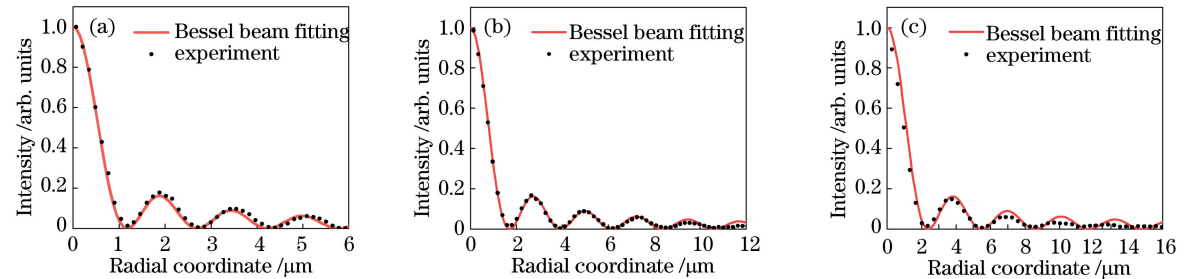 (a)
Bessel beam fitting
experiment
Intensity /arb. units
1.0
0.8
0.6
0.4
0.2
0
0 1 2 3 4 5 6
Radial coordinate /μm
(b)
Bessel beam fitting
experiment
Intensity /arb. units
1.0
0.8
0.6
0.4
0.2
0
0 2 4 6 8 10 12
Radial coordinate /μm
(c)
Bessel beam fitting
experiment
Intensity /arb. units
1.0
0.8
0.6
0.4
0.2
0
0 2 4 6 8 10 12 14 16
Radial coordinate /μm